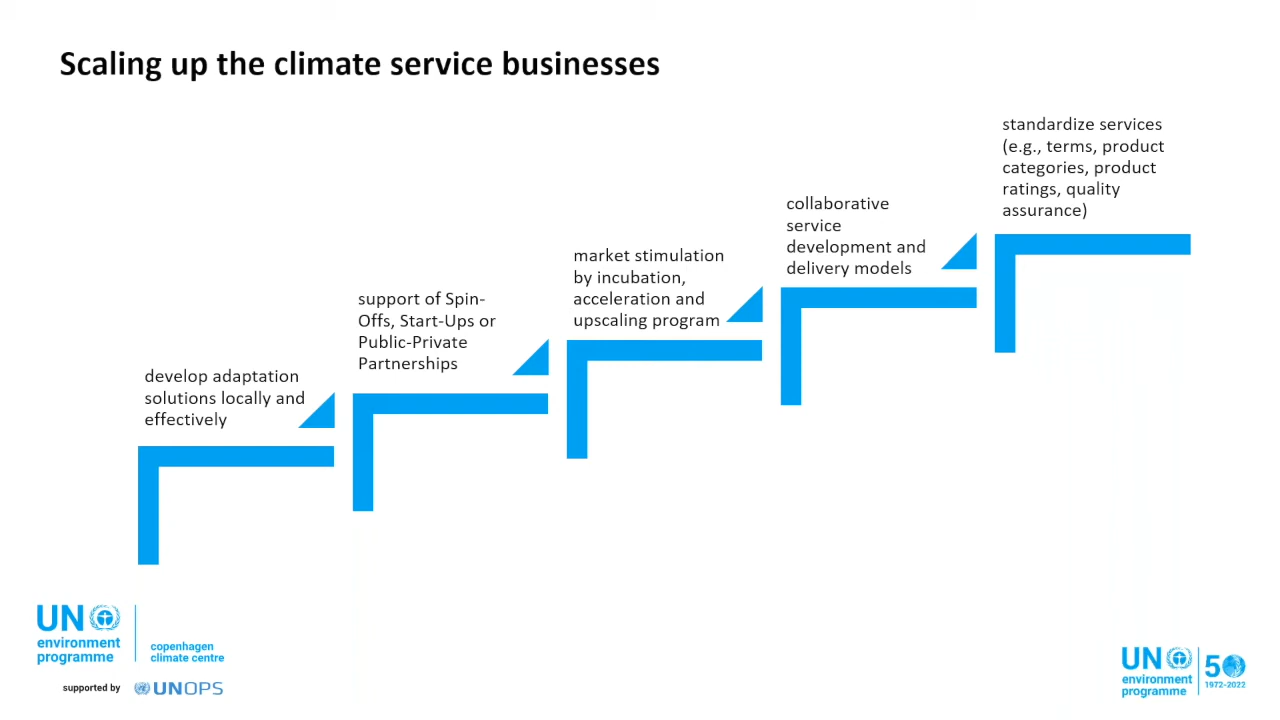 Scaling up the climate service businesses
develop adaptation
solutions locally and
effectively
support of Spin-
Offs, Start-Ups or
Public-Private
Partnerships
market stimulation
by incubation,
acceleration and
upscaling program
collaborative
service
development and
delivery models
standardize services
(e.g., terms, product
categories, product
ratings, quality
assurance)
UN
environment
programme
copenhagen
climate centre
supported by
UNOPS
UN
environment
programme
50
1972-2022